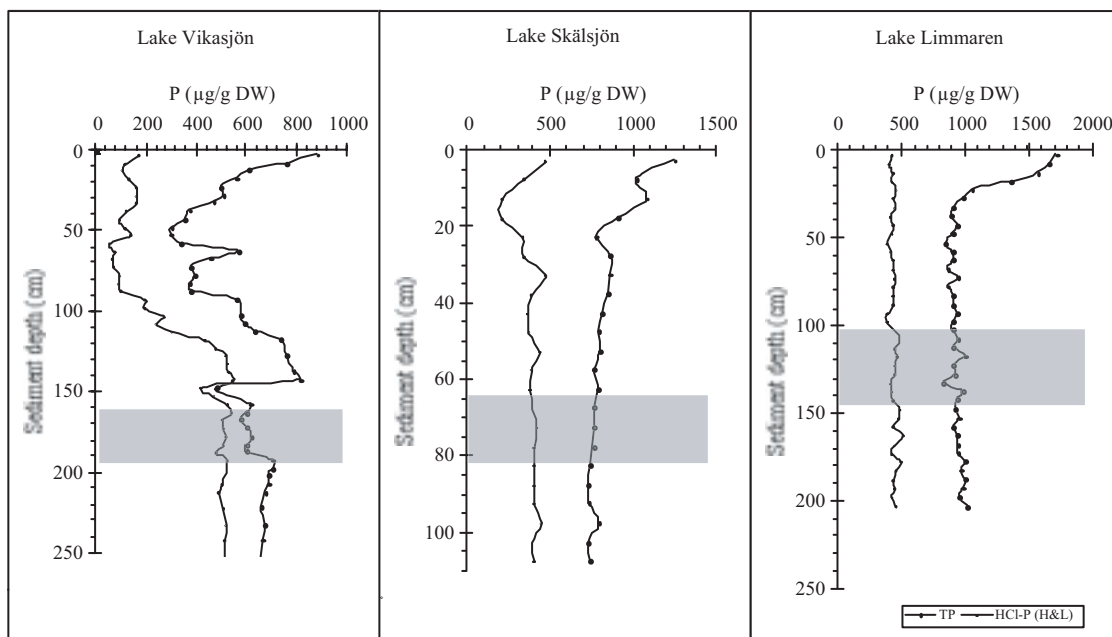 Lake Vikasjön
P (µg/g DW)
0 200 400 600 800 1000
0
50
100
150
200
250
Sediment depth (cm)
Lake Skälsjön
P (µg/g DW)
0 500 1000 1500
0
20
40
60
80
100
Sediment depth (cm)
Lake Limmaren
P (µg/g DW)
0 500 1000 1500 2000
0
50
100
150
200
250
Sediment depth (cm)
TP HCl-P (H&L)